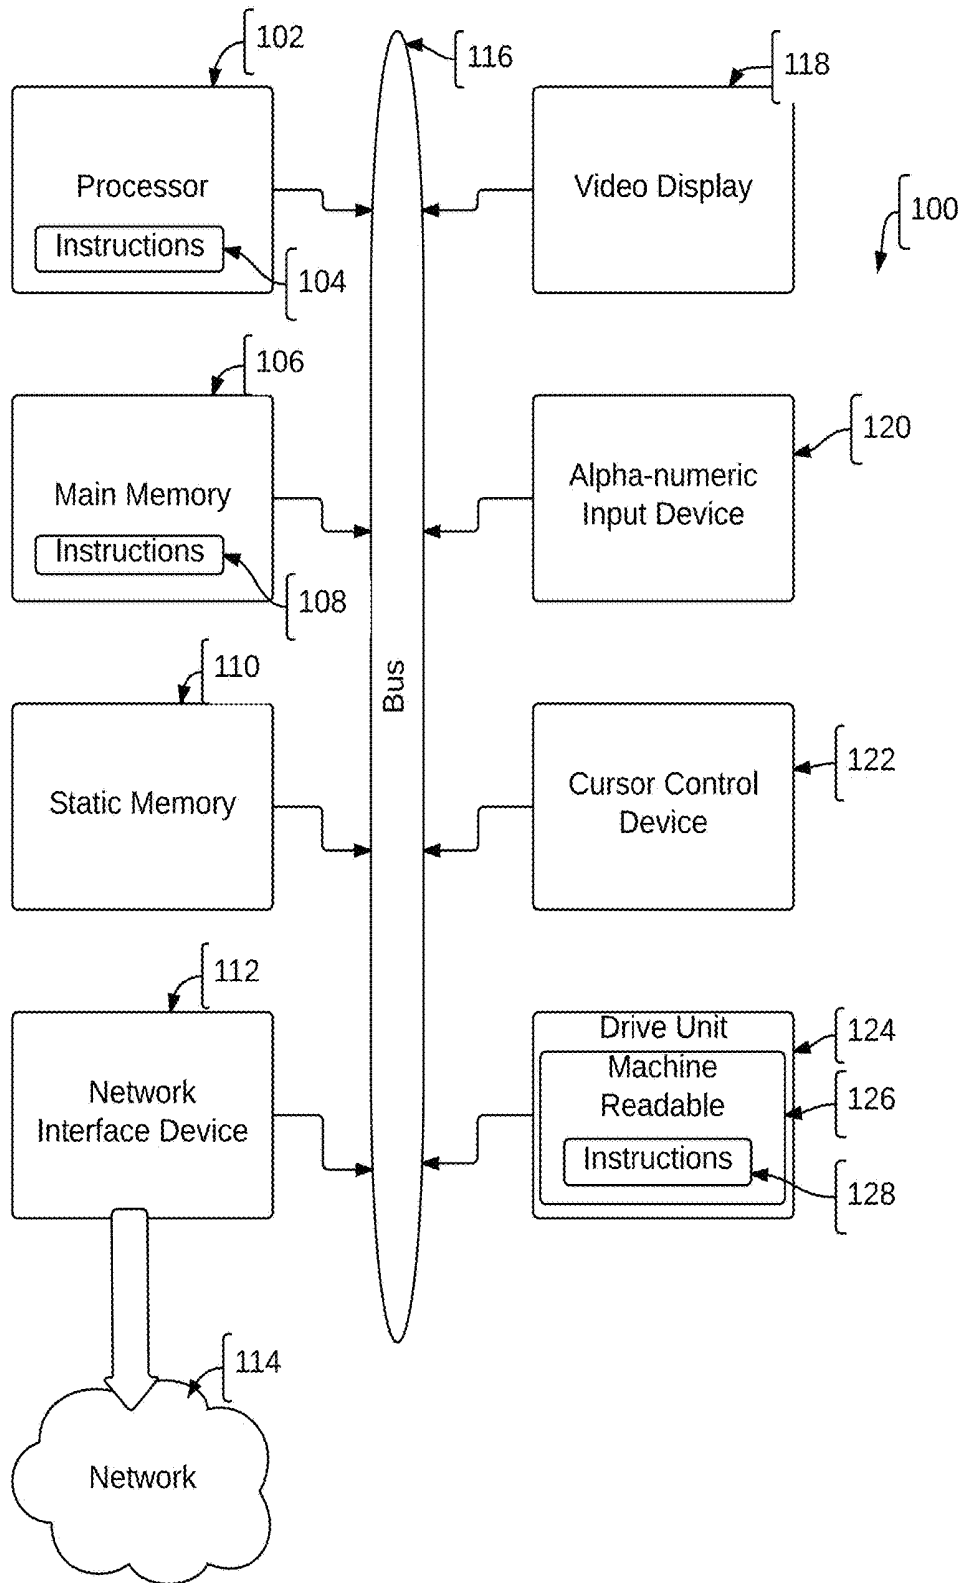 102
116
118
Processor
Instructions
104
Video Display
100
106
Main Memory
Instructions
108
120
Alpha-numeric
Input Device
110
Static Memory
Bus
122
Cursor Control
Device
112
Network
Interface Device
124
Drive Unit
Machine
Readable
126
Instructions
128
114
Network